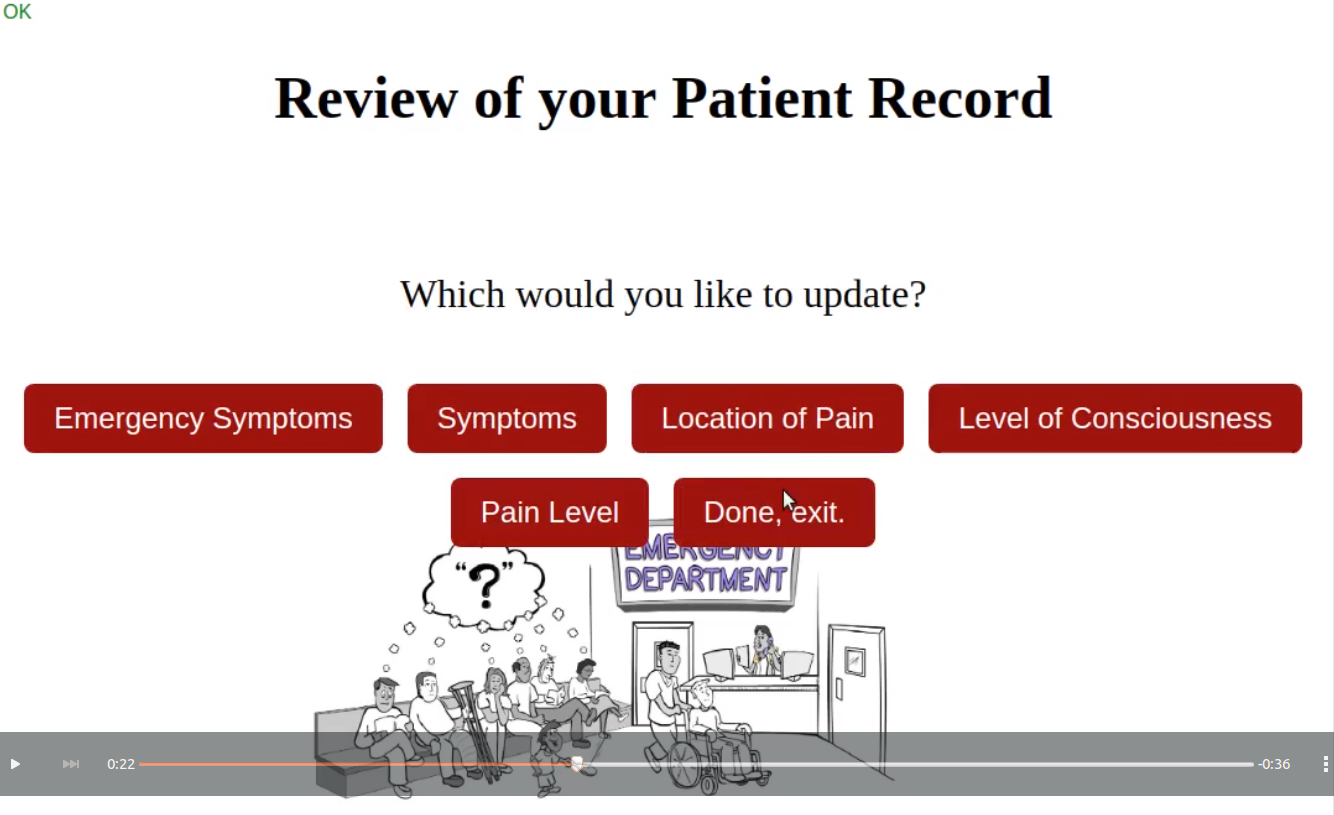 OK
Review of your Patient Record
Which would you like to update?
Emergency Symptoms
Symptoms
Location of Pain
Level of Consciousness
Pain Level
Done, exit.
EMERGENCY
DEPARTMENT
“?”
0:22
-0:36